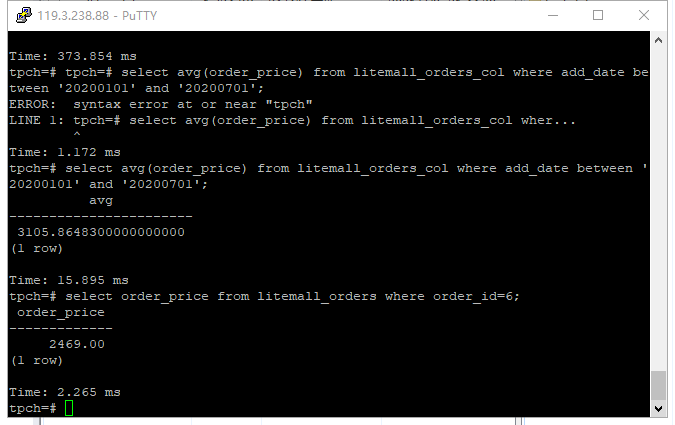 119.3.238.88 - PuTTY
Time: 373.854 ms
tpch=# tpch=# select avg(order_price) from litemall_orders_col where add_date be
tween '20200101' and '20200701';
ERROR:  syntax error at or near "tpch"
LINE 1: tpch=# select avg(order_price) from litemall_orders_col wher...
^
Time: 1.172 ms
tpch=# select avg(order_price) from litemall_orders_col where add_date between '
20200101' and '20200701';
avg
-----------------------
3105.8648300000000000
(1 row)
Time: 15.895 ms
tpch=# select order_price from litemall_orders where order_id=6;
order_price
-------------
2469.00
(1 row)
Time: 2.265 ms
tpch=#